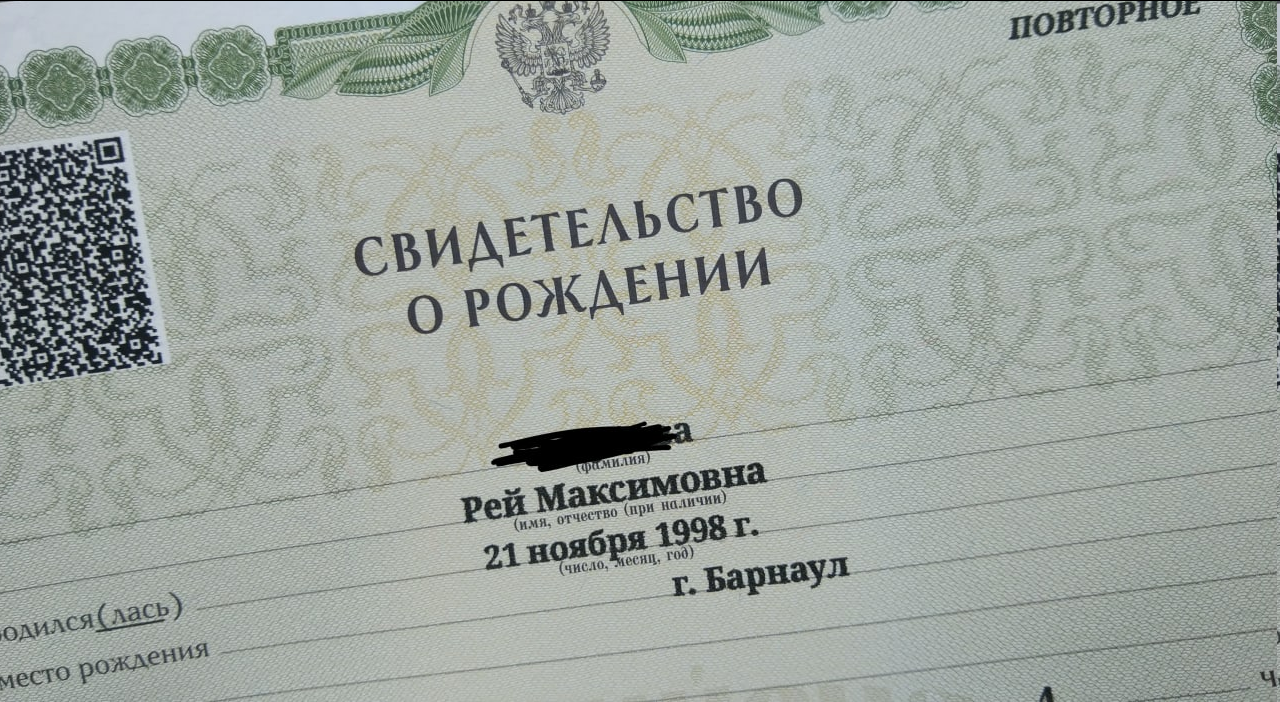 ПОВТОРНОЕ
СВИДЕТЕЛЬСТВО
О РОЖДЕНИИ
(фамилия)
Рей Максимовна
(имя, отчество (при наличии)
21 ноября 1998 г.
(число, месяц, год)
г. Барнаул
одился(лась)
место рождения